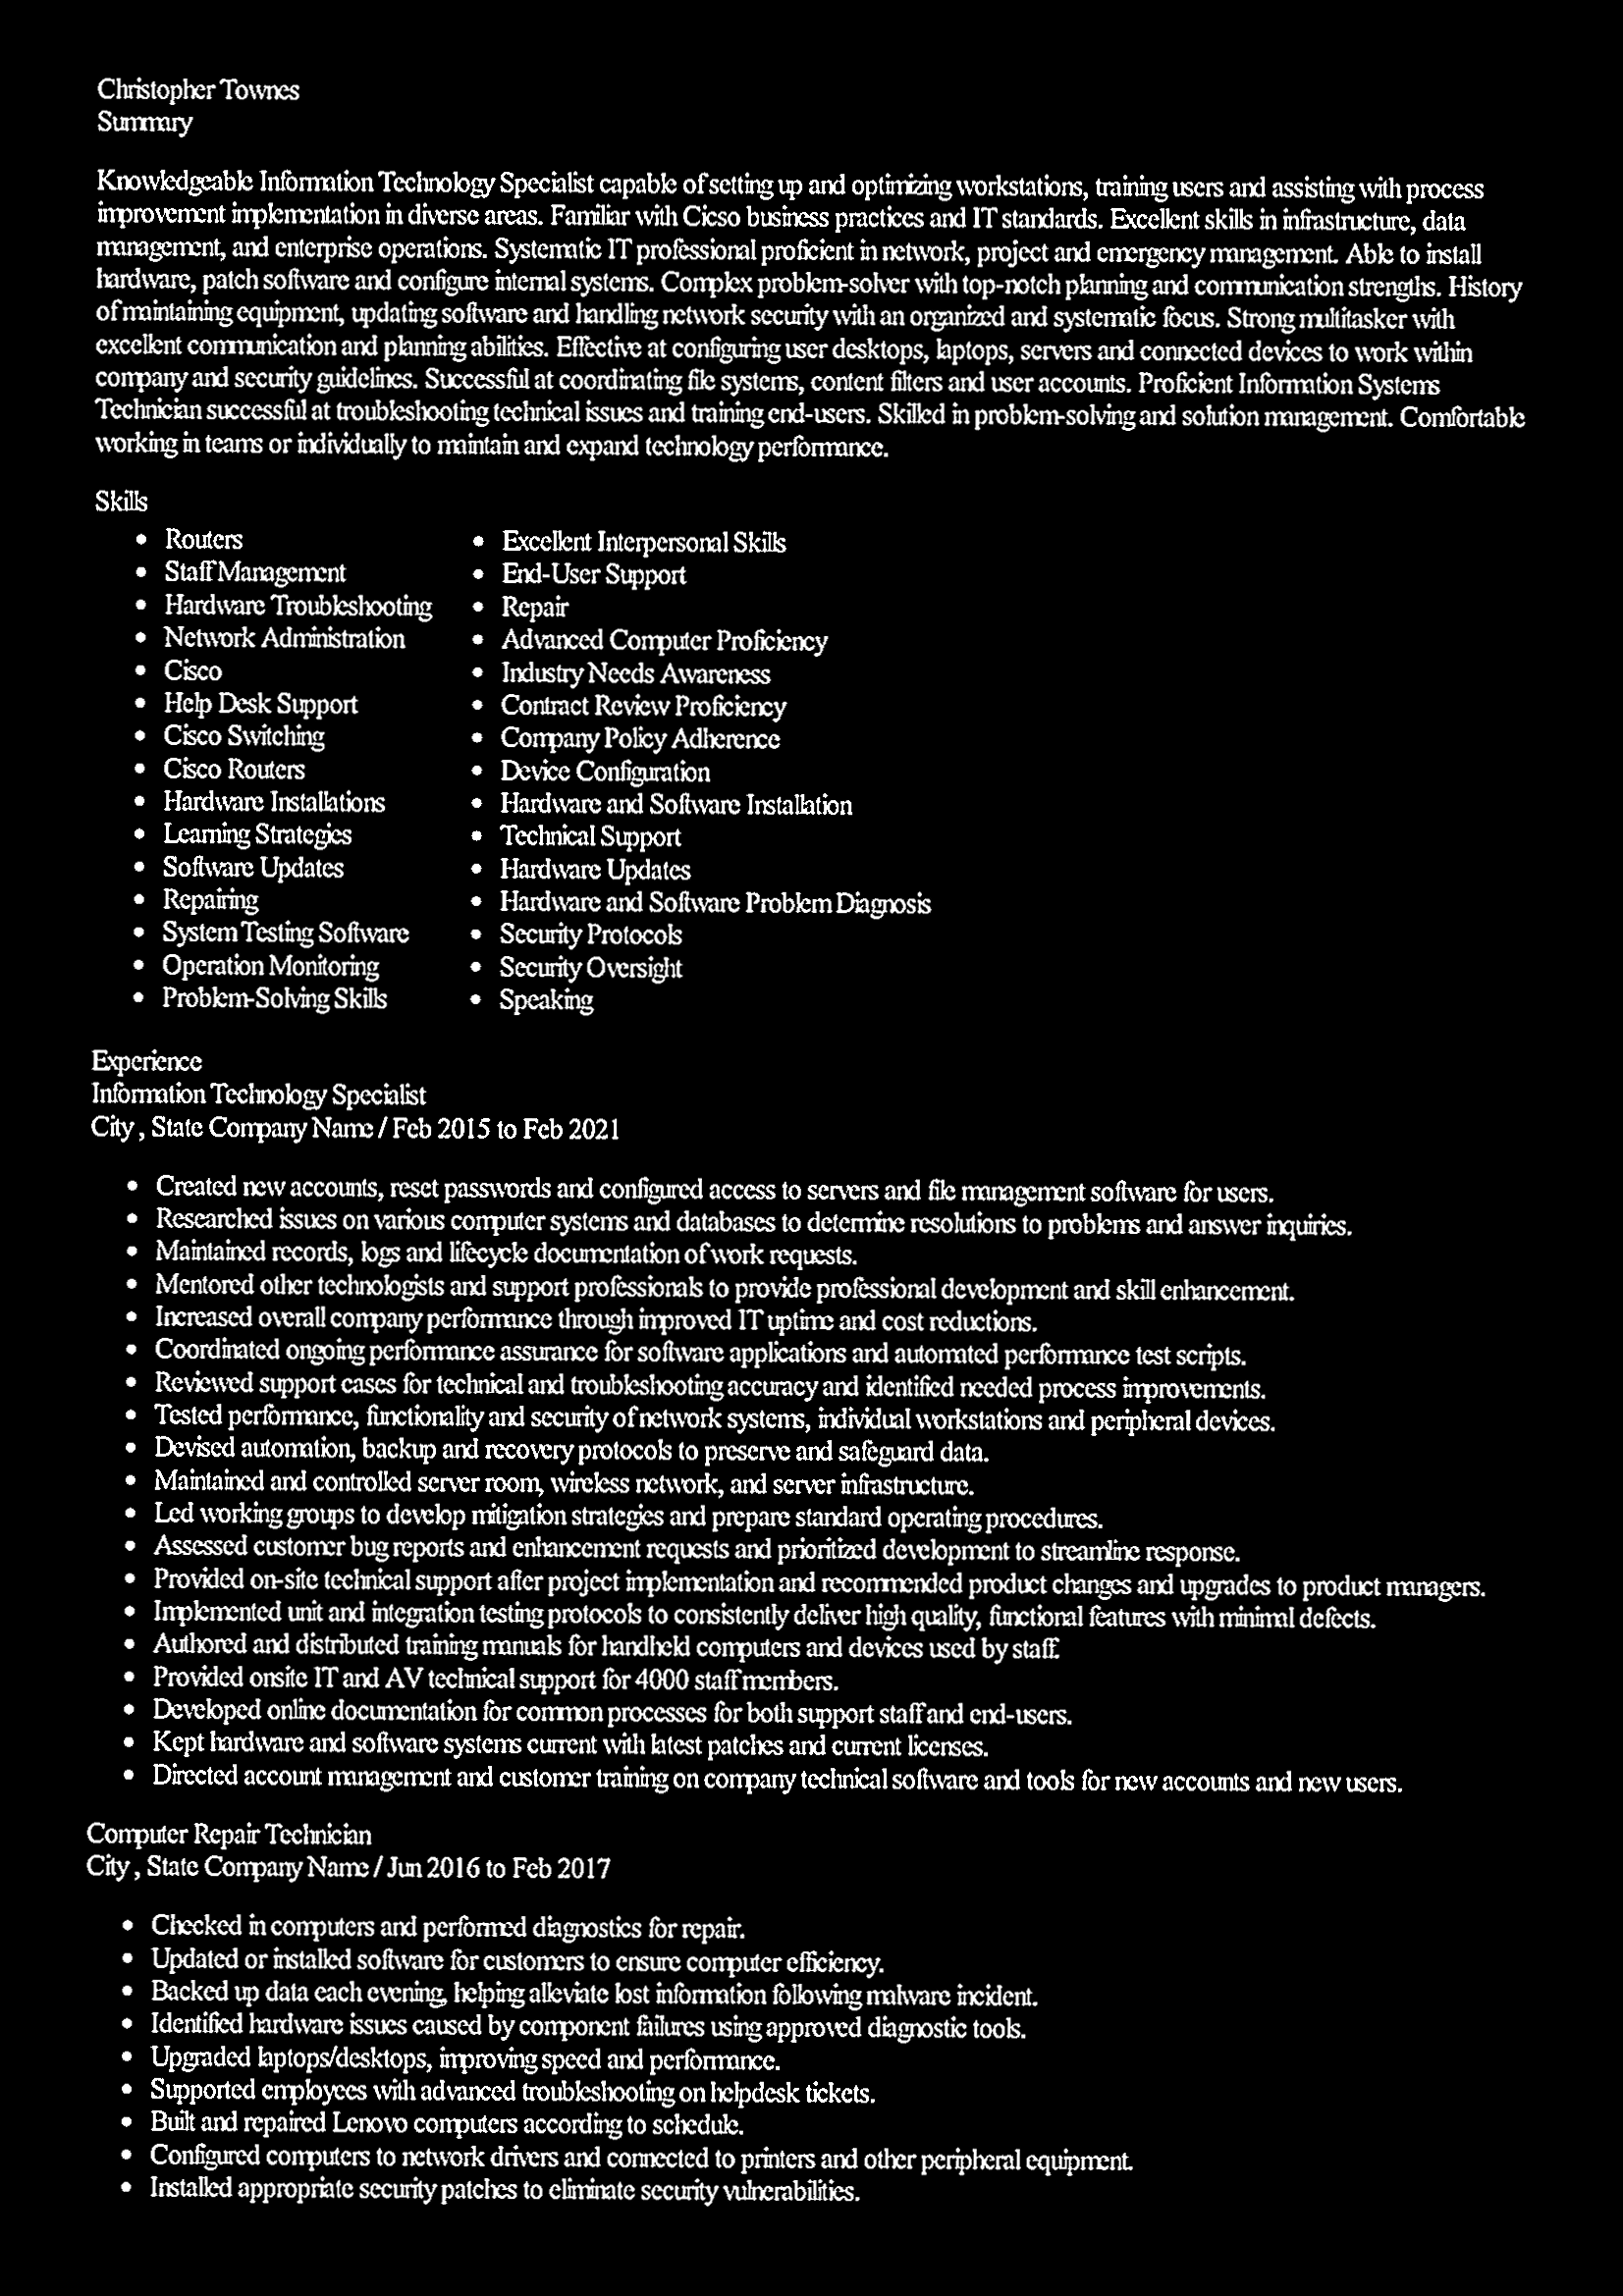 Christopher Townes
Summary
Knowledgeable Information Technology Specialist capable of setting up and optimizing workstations, training users and assisting with process
improvement implementation in diverse areas. Familiar with Cicso business practices and IT standards. Excellent skills in infrastructure, data
management, and enterprise operations. Systematic IT professional proficient in network, project and emergency management. Able to install
hardware, patch software and configure internal systems. Complex problem-solver with top-notch planning and communication strengths. History
of maintaining equipment, updating software and handling network security with an organized and systematic focus. Strong multitasker with
excellent communication and planning abilities. Effective at configuring user desktops, laptops, servers and connected devices to work within
company and security guidelines. Successful at coordinating file systems, content filters and user accounts. Proficient Information Systems
Technician successful at troubleshooting technical issues and training end-users. Skilled in problem-solving and solution management. Comfortable
working in teams or individually to maintain and expand technology performance.
Skills
• Routers
• Staff Management
• Hardware Troubleshooting
• Network Administration
• Cisco
• Help Desk Support
• Cisco Switching
• Cisco Routers
• Hardware Installations
• Learning Strategies
• Software Updates
• Repairing
• System Testing Software
• Operation Monitoring
• Problem-Solving Skills
• Excellent Interpersonal Skills
• End-User Support
• Repair
• Advanced Computer Proficiency
• Industry Needs Awareness
• Contract Review Proficiency
• Company Policy Adherence
• Device Configuration
• Hardware and Software Installation
• Technical Support
• Hardware Updates
• Hardware and Software Problem Diagnosis
• Security Protocols
• Security Oversight
• Speaking
Experience
Information Technology Specialist
City , State Company Name / Feb 2015 to Feb 2021
• Created new accounts, reset passwords and configured access to servers and file management software for users.
• Researched issues on various computer systems and databases to determine resolutions to problems and answer inquiries.
• Maintained records, logs and lifecycle documentation of work requests.
• Mentored other technologists and support professionals to provide professional development and skill enhancement.
• Increased overall company performance through improved IT uptime and cost reductions.
• Coordinated ongoing performance assurance for software applications and automated performance test scripts.
• Reviewed support cases for technical and troubleshooting accuracy and identified needed process improvements.
• Tested performance, functionality and security of network systems, individual workstations and peripheral devices.
• Devised automation, backup and recovery protocols to preserve and safeguard data.
• Maintained and controlled server room, wireless network, and server infrastructure.
• Led working groups to develop mitigation strategies and prepare standard operating procedures.
• Assessed customer bug reports and enhancement requests and prioritized development to streamline response.
• Provided on-site technical support after project implementation and recommended product changes and upgrades to product managers.
• Implemented unit and integration testing protocols to consistently deliver high quality, functional features with minimal defects.
• Authored and distributed training manuals for handheld computers and devices used by staff.
• Provided onsite IT and AV technical support for 4000 staff members.
• Developed online documentation for common processes for both support staff and end-users.
• Kept hardware and software systems current with latest patches and current licenses.
• Directed account management and customer training on company technical software and tools for new accounts and new users.
Computer Repair Technician
City , State Company Name / Jun 2016 to Feb 2017
• Checked in computers and performed diagnostics for repair.
• Updated or installed software for customers to ensure computer efficiency.
• Backed up data each evening, helping alleviate lost information following malware incident.
• Identified hardware issues caused by component failures using approved diagnostic tools.
• Upgraded laptops/desktops, improving speed and performance.
• Supported employees with advanced troubleshooting on helpdesk tickets.
• Built and repaired Lenovo computers according to schedule.
• Configured computers to network drivers and connected to printers and other peripheral equipment.
• Installed appropriate security patches to eliminate security vulnerabilities.